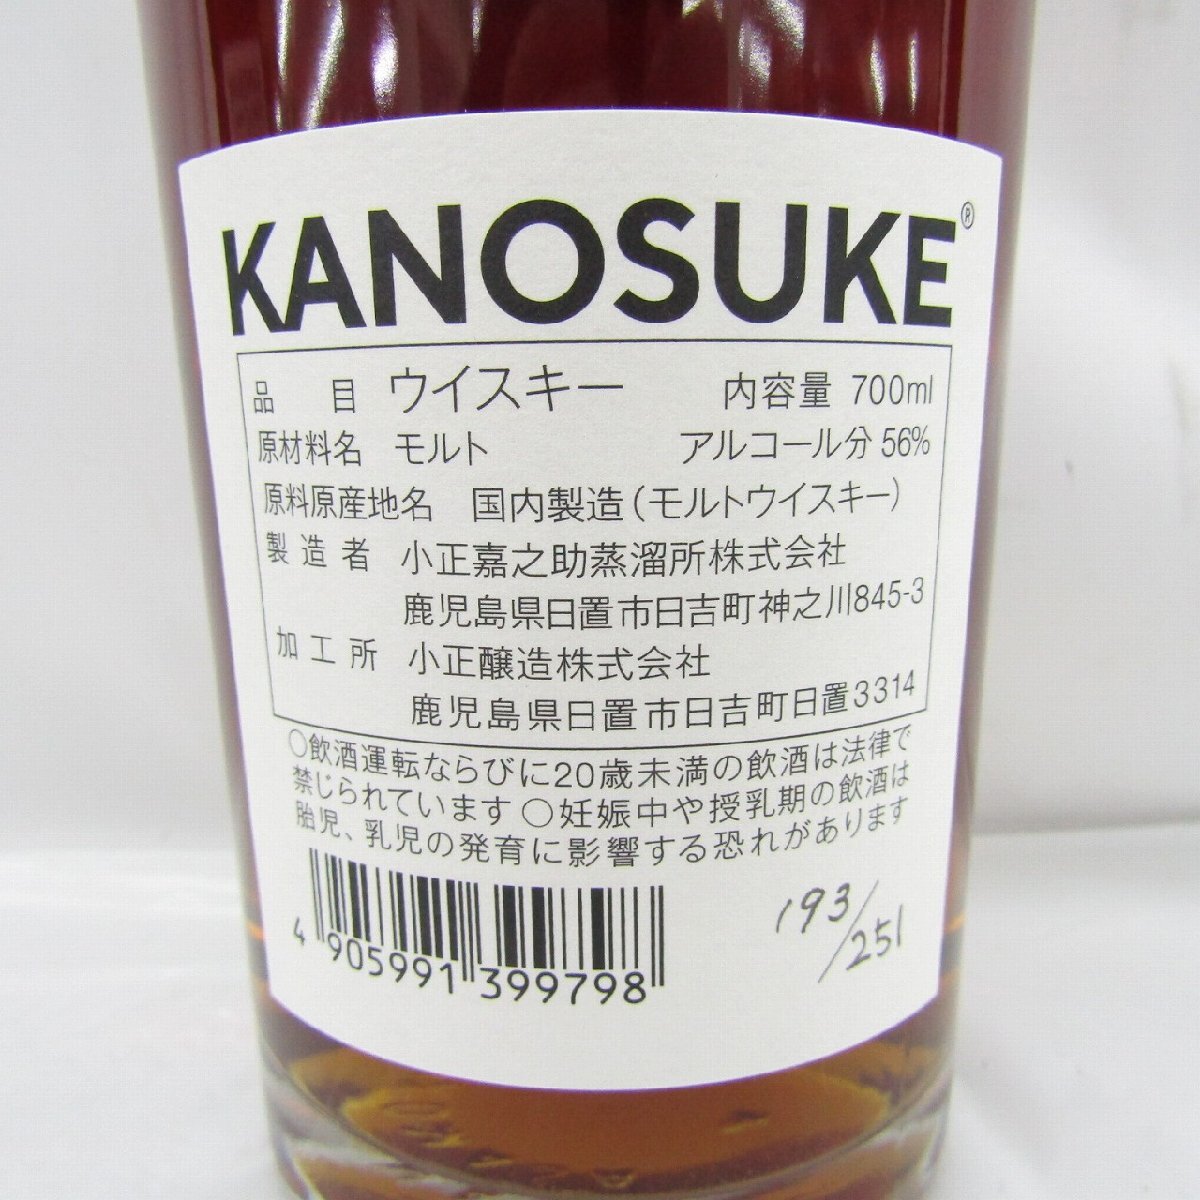 KANOSUKE®
品目 ウイスキー 内容量 700ml
原材料名 モルト アルコール分 56%
原料原産地名 国内製造(モルトウイスキー)
製造者 小正嘉之助蒸溜所株式会社
鹿児島県日置市日吉町神之川845-3
加工所 小正醸造株式会社
鹿児島県日置市日吉町日置3314
○飲酒運転ならびに20歳未満の飲酒は法律で
禁じられています ○妊娠中や授乳期の飲酒は
胎児、乳児の発育に影響する恐れがあります
193/251
4 905991 399798